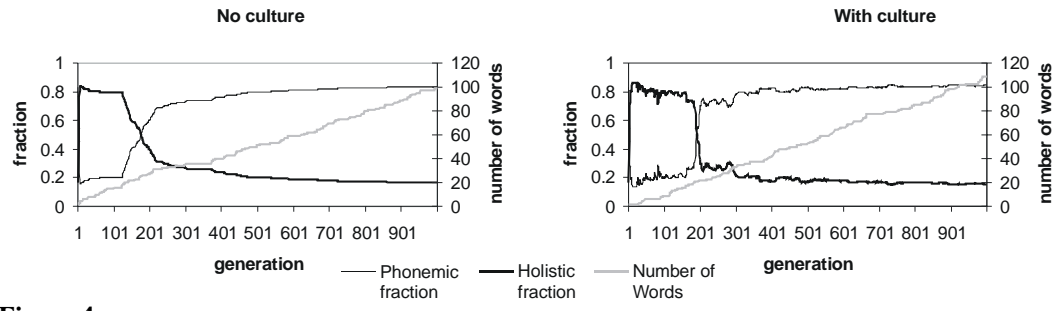 No culture
With culture
1
0.8
0.6
0.4
0.2
0
fraction
120
100
80
60
40
20
0
number of words
1 101 201 301 401 501 601 701 801 901
generation
1
0.8
0.6
0.4
0.2
0
fraction
120
100
80
60
40
20
0
number of words
1 101 201 301 401 501 601 701 801 901
generation
Phonemic
fraction
Holistic
fraction
Number of
Words